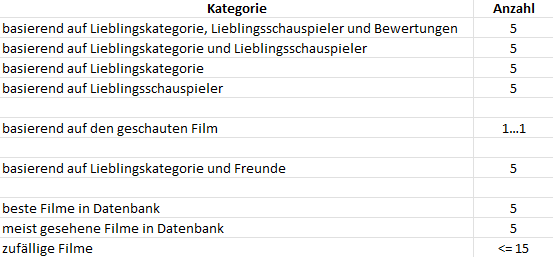 Kategorie Anzahl
basierend auf Lieblingskategorie, Lieblingsschauspieler und Bewertungen 5
basierend auf Lieblingskategorie und Lieblingsschauspieler 5
basierend auf Lieblingskategorie 5
basierend auf Lieblingsschauspieler 5
basierend auf den geschauten Film 1...1
basierend auf Lieblingskategorie und Freunde 5
beste Filme in Datenbank 5
meist gesehene Filme in Datenbank 5
zufällige Filme <= 15